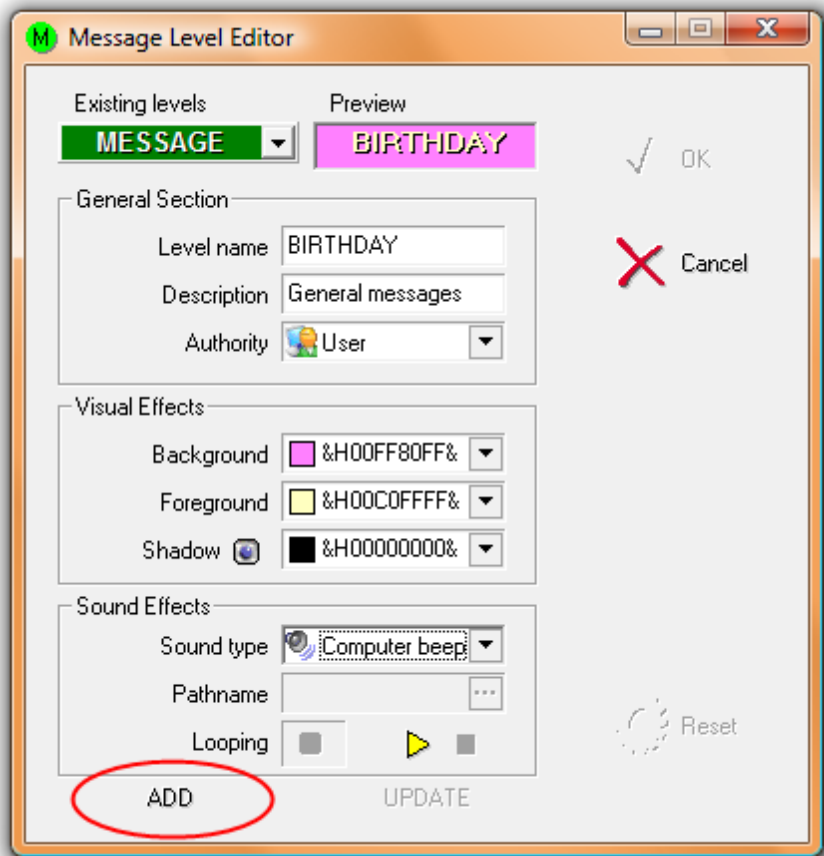 M Message Level Editor
Existing levels Preview
MESSAGE BIRTHDAY
OK
General Section
Level name BIRTHDAY
Cancel
Description General messages
Authority User
Visual Effects
Background &H00FF80FF&
Foreground &H00C0FFFF&
Shadow &H00000000&
Sound Effects
Sound type Computer beep
Pathname ...
Looping
Reset
ADD UPDATE